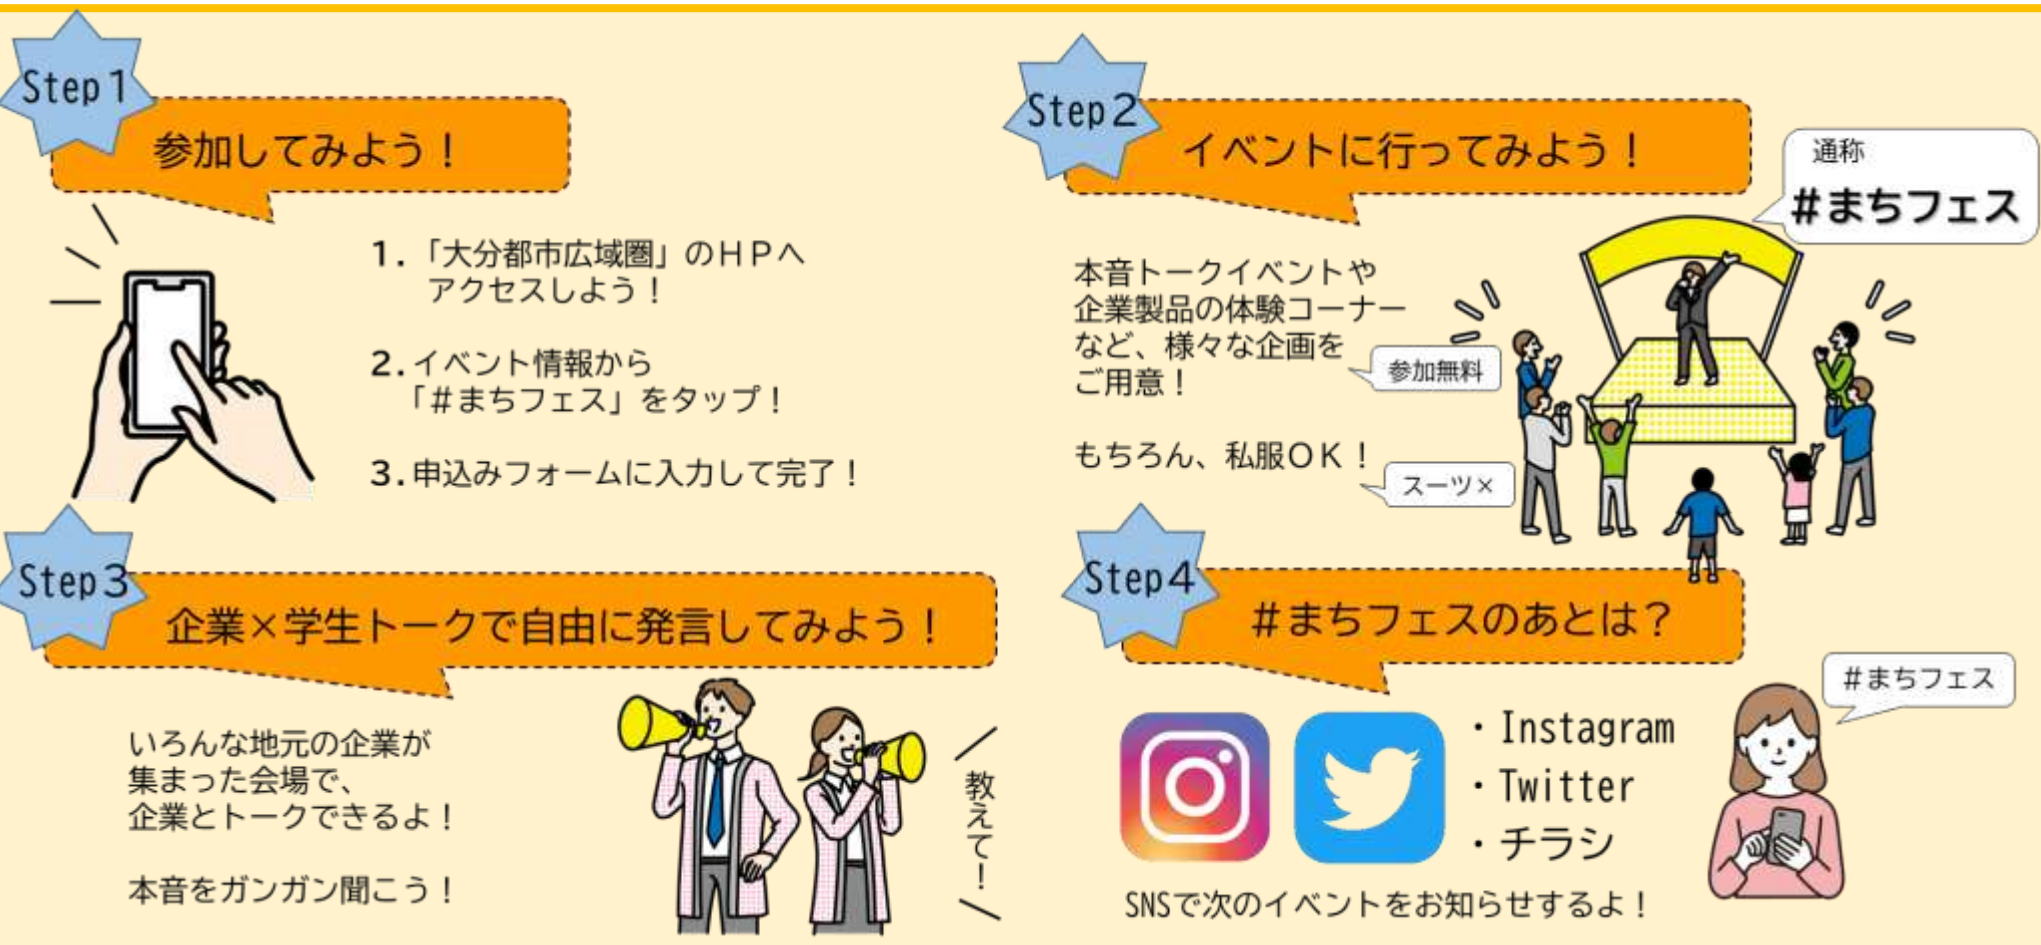 Step1
参加してみよう！
1.「大分都市広域圏」のＨＰへ
アクセスしよう！
2.イベント情報から
「＃まちフェス」をタップ！
3.申込みフォームに入力して完了！
Step2
イベントに行ってみよう！
通称
＃まちフェス
本音トークイベントや
企業製品の体験コーナー
など、様々な企画を
ご用意！
参加無料
もちろん、私服ＯＫ！
スーツ×
Step3
企業×学生トークで自由に発言してみよう！
いろんな地元の企業が
集まった会場で、
企業とトークできるよ！
本音をガンガン聞こう！
教えて！
Step4
＃まちフェスのあとは？
＃まちフェス
・Instagram
・Twitter
・チラシ
SNSで次のイベントをお知らせするよ！